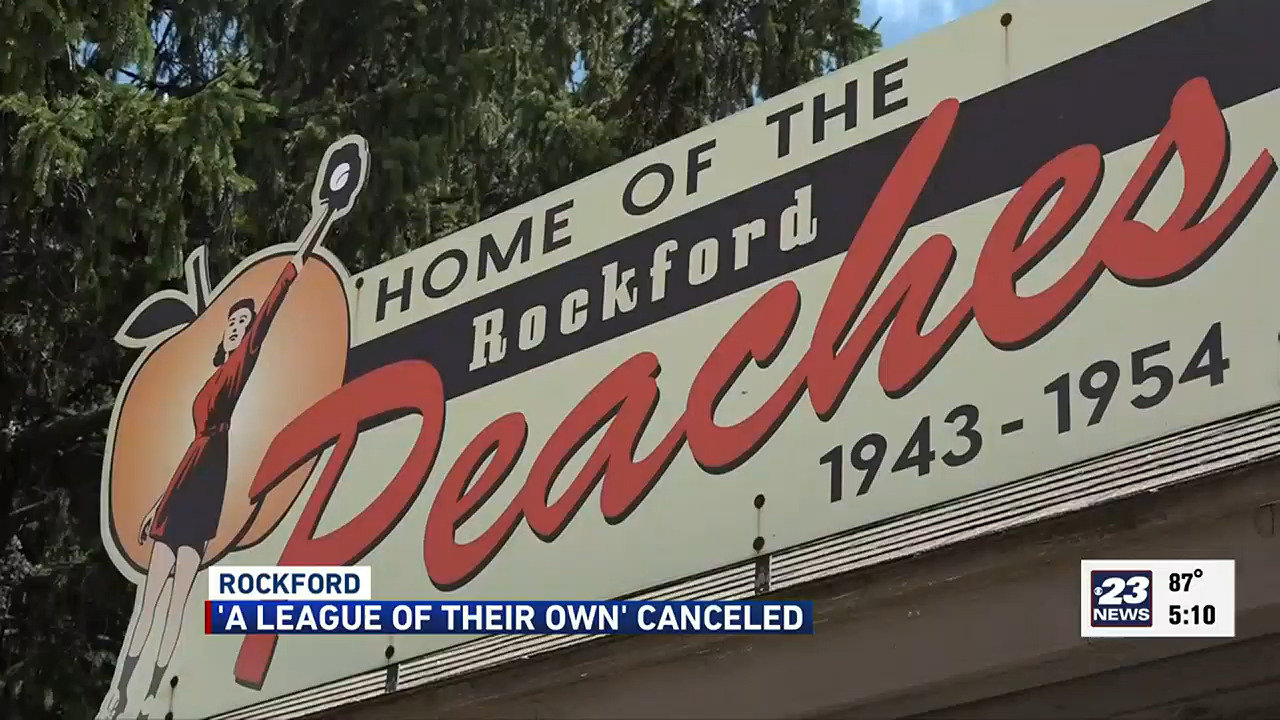 HOME OF THE
Rockford
Peaches
1943 - 1954
ROCKFORD
'A LEAGUE OF THEIR OWN' CANCELED
23 87°
NEWS 5:10